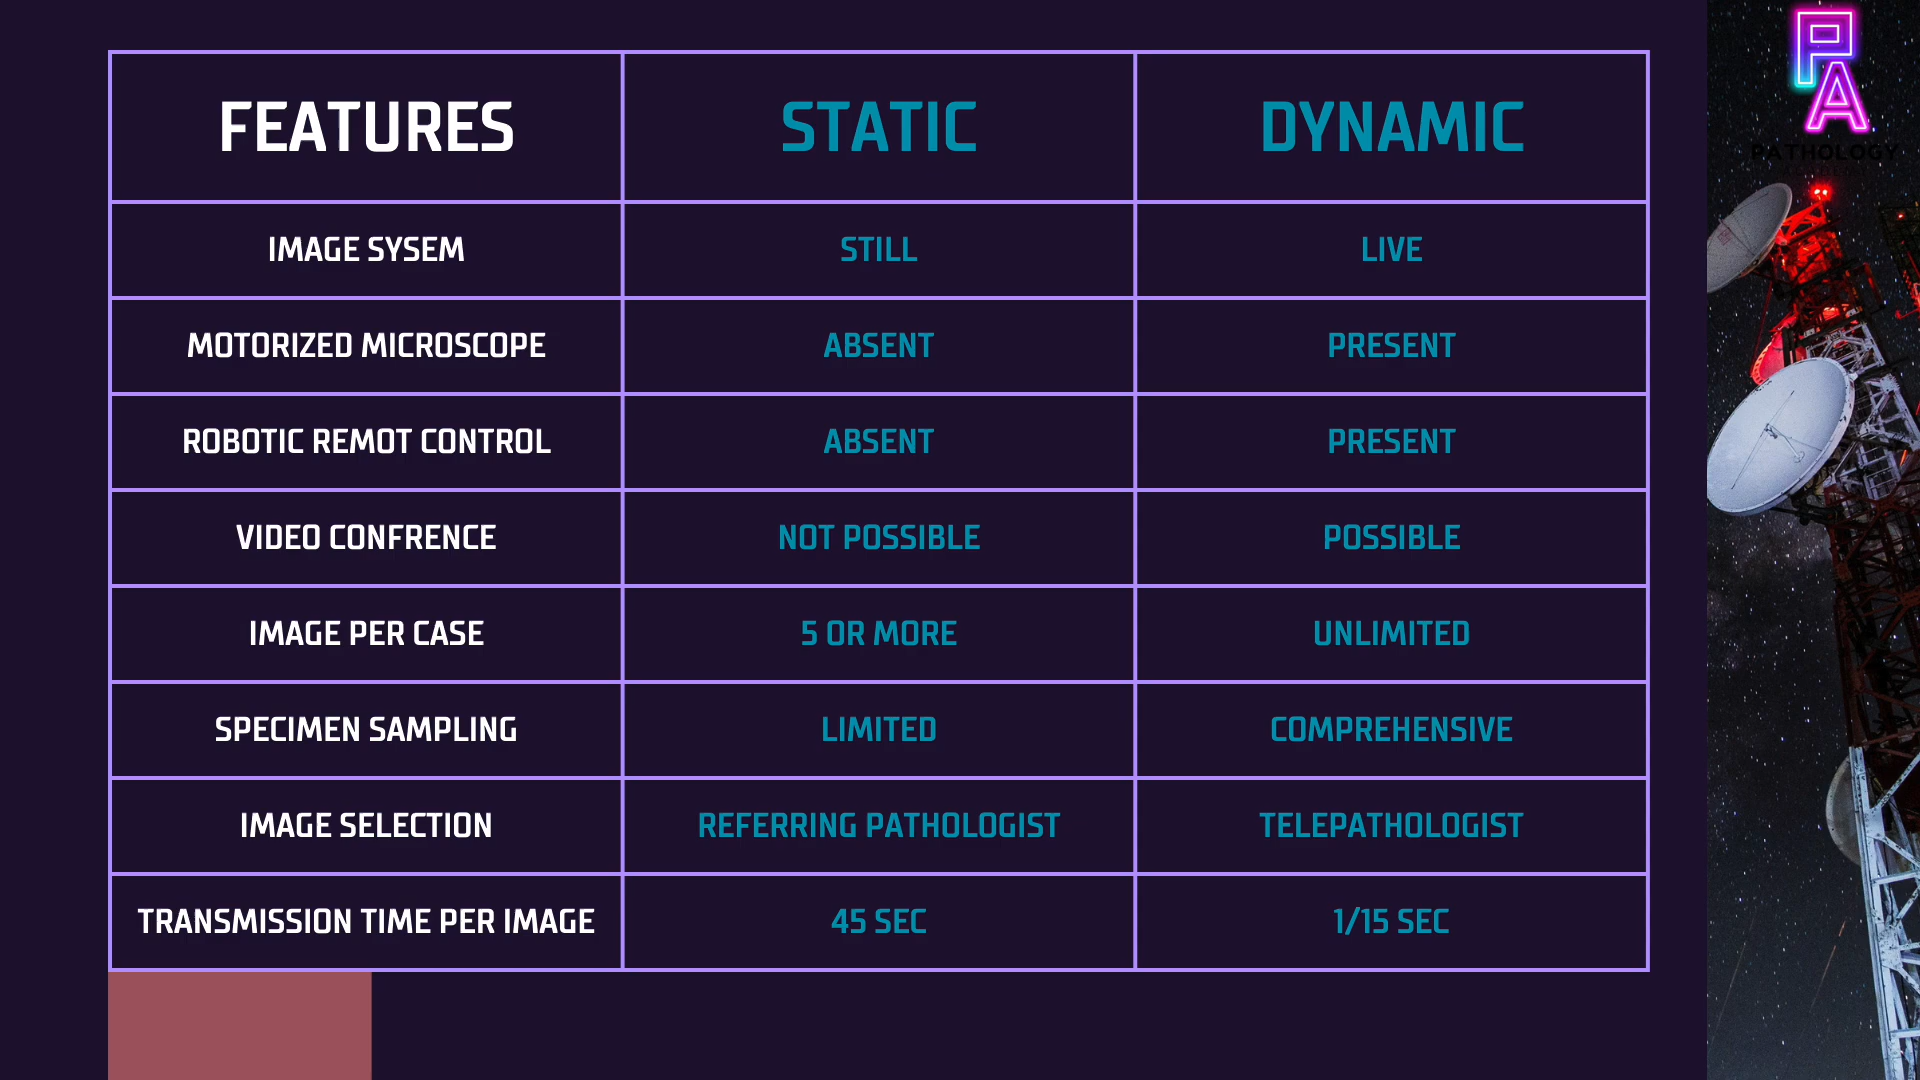 FEATURES STATIC DYNAMIC
IMAGE SYSEM STILL LIVE
MOTORIZED MICROSCOPE ABSENT PRESENT
ROBOTIC REMOT CONTROL ABSENT PRESENT
VIDEO CONFRENCE NOT POSSIBLE POSSIBLE
IMAGE PER CASE 5 OR MORE UNLIMITED
SPECIMEN SAMPLING LIMITED COMPREHENSIVE
IMAGE SELECTION REFERRING PATHOLOGIST TELEPATHOLOGIST
TRANSMISSION TIME PER IMAGE 45 SEC 1/15 SEC
PA
PATHOLOGY